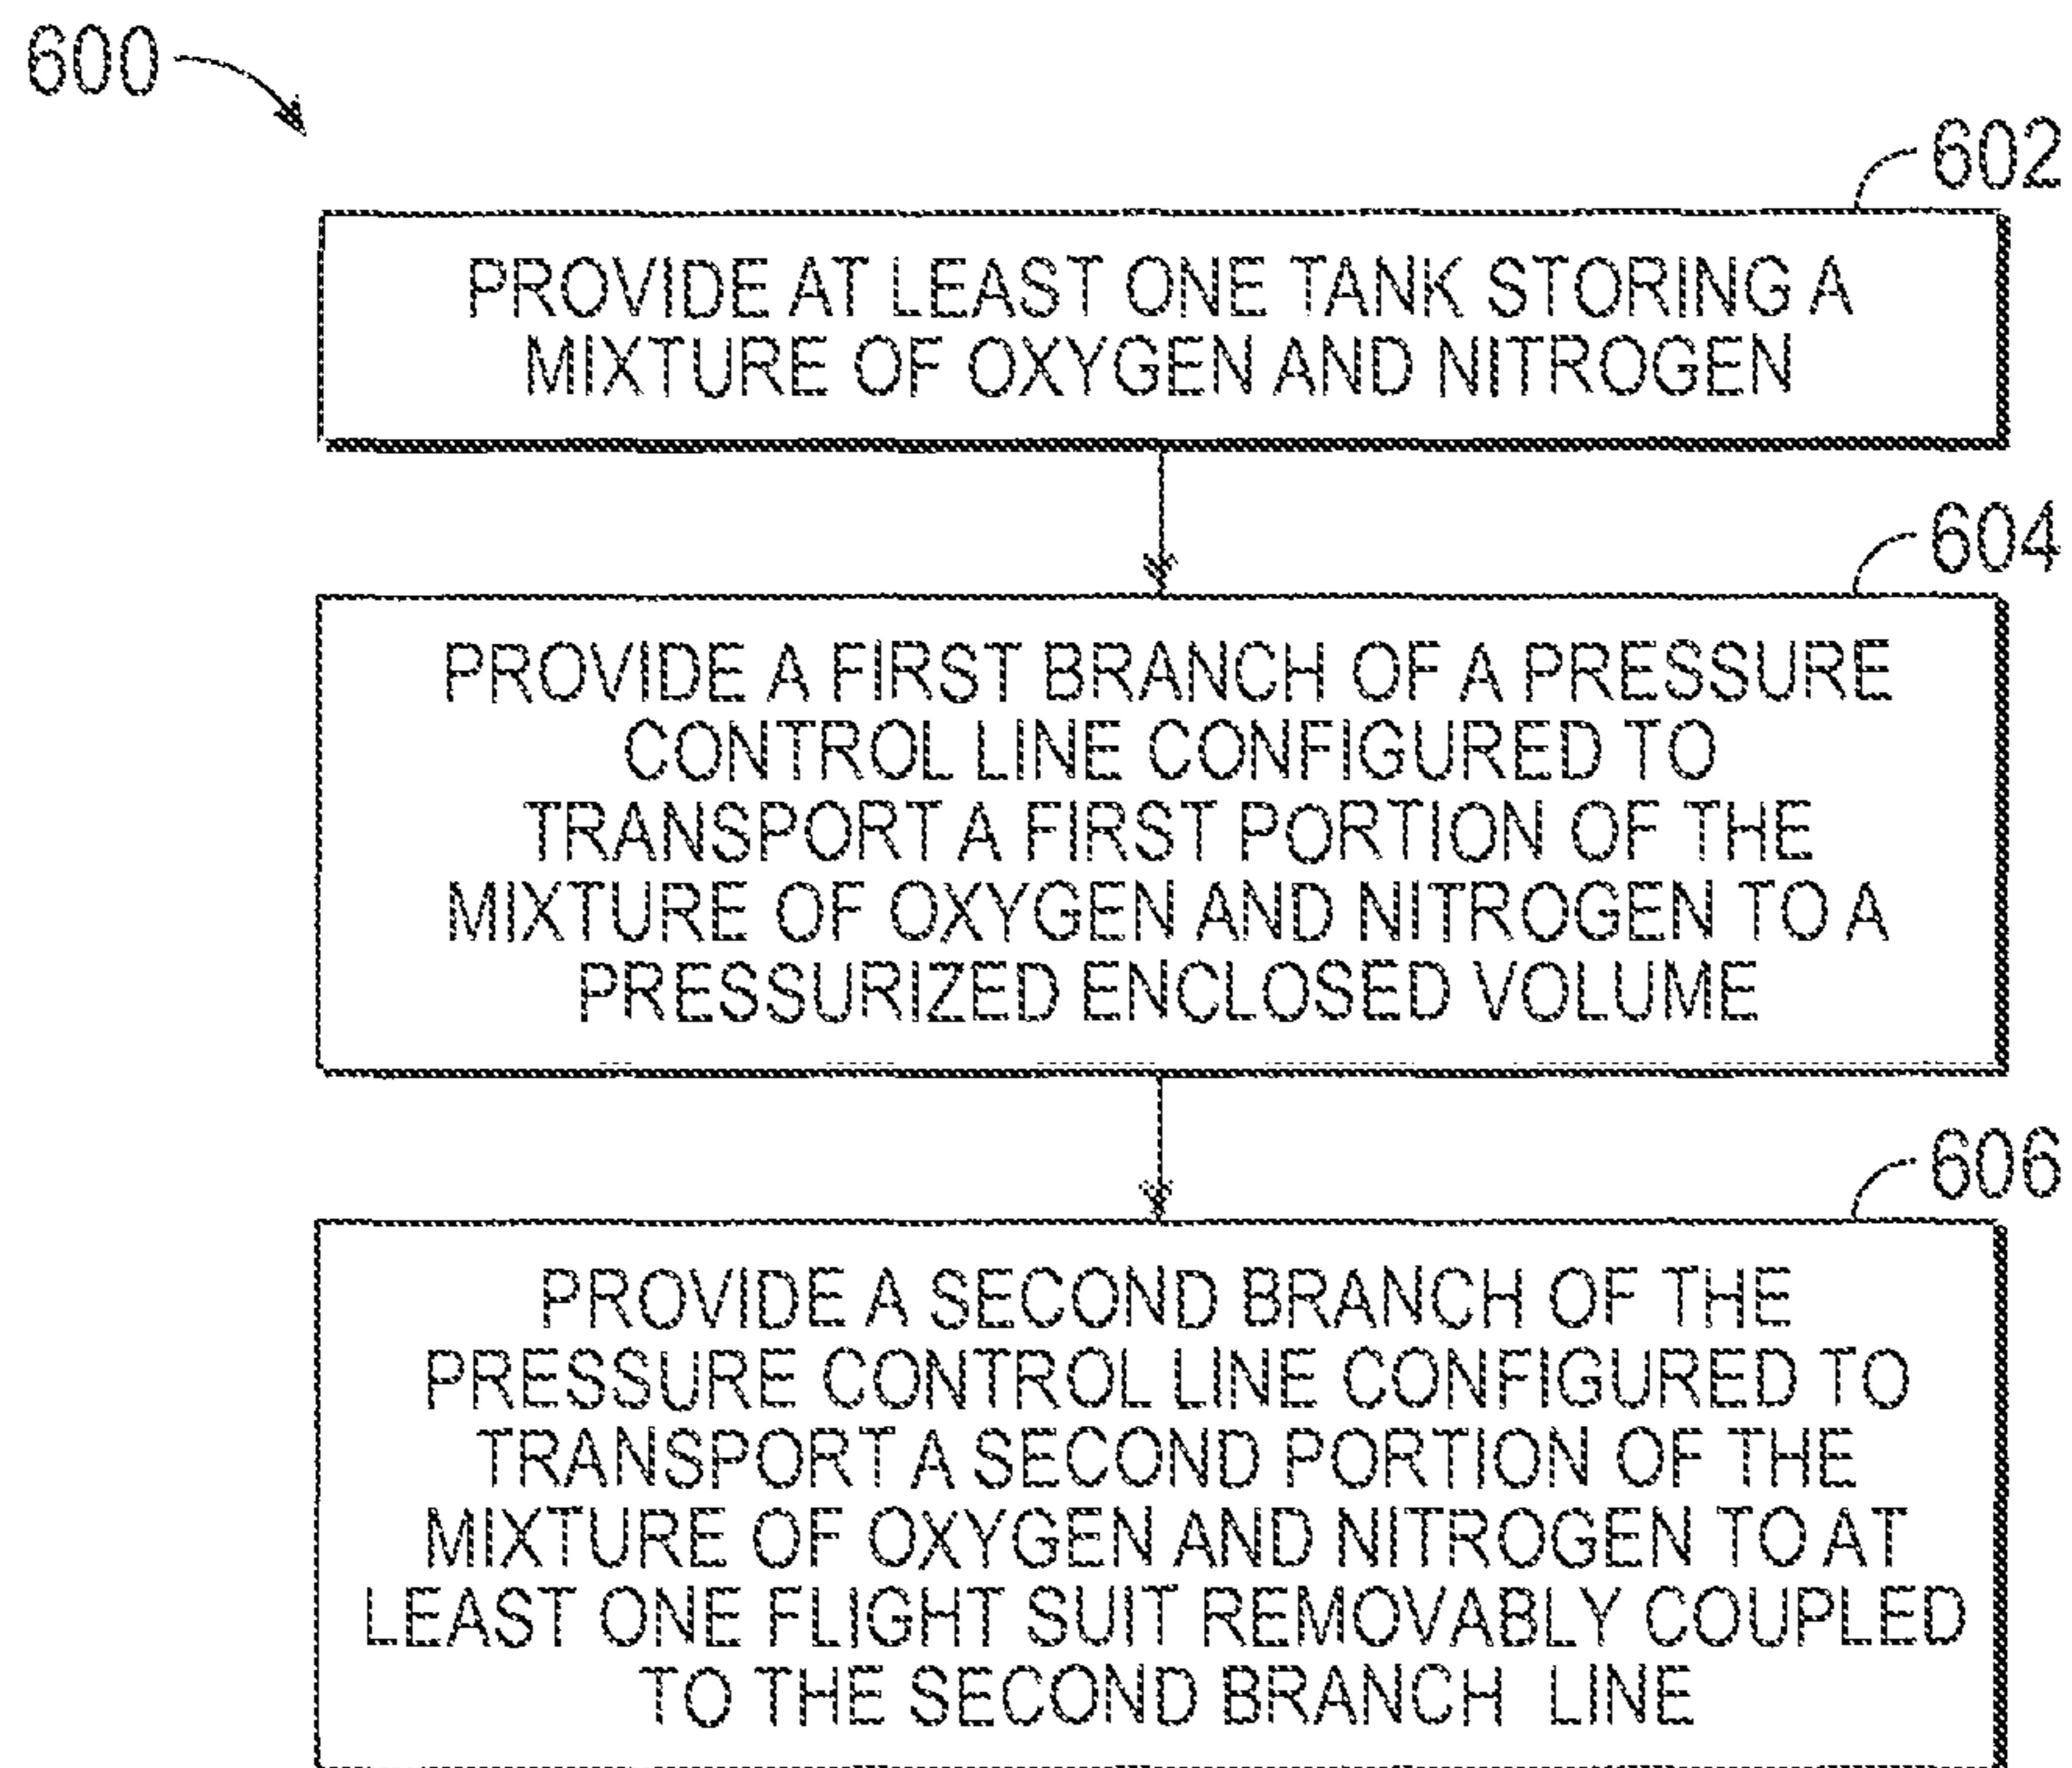 600
602
PROVIDE AT LEAST ONE TANK STORING A
MIXTURE OF OXYGEN AND NITROGEN
604
PROVIDE A FIRST BRANCH OF A PRESSURE
CONTROL LINE CONFIGURED TO
TRANSPORT A FIRST PORTION OF THE
MIXTURE OF OXYGEN AND NITROGEN TO A
PRESSURIZED ENCLOSED VOLUME
606
PROVIDE A SECOND BRANCH OF THE
PRESSURE CONTROL LINE CONFIGURED TO
TRANSPORT A SECOND PORTION OF THE
MIXTURE OF OXYGEN AND NITROGEN TO AT
LEAST ONE FLIGHT SUIT REMOVABLY COUPLED
TO THE SECOND BRANCH LINE